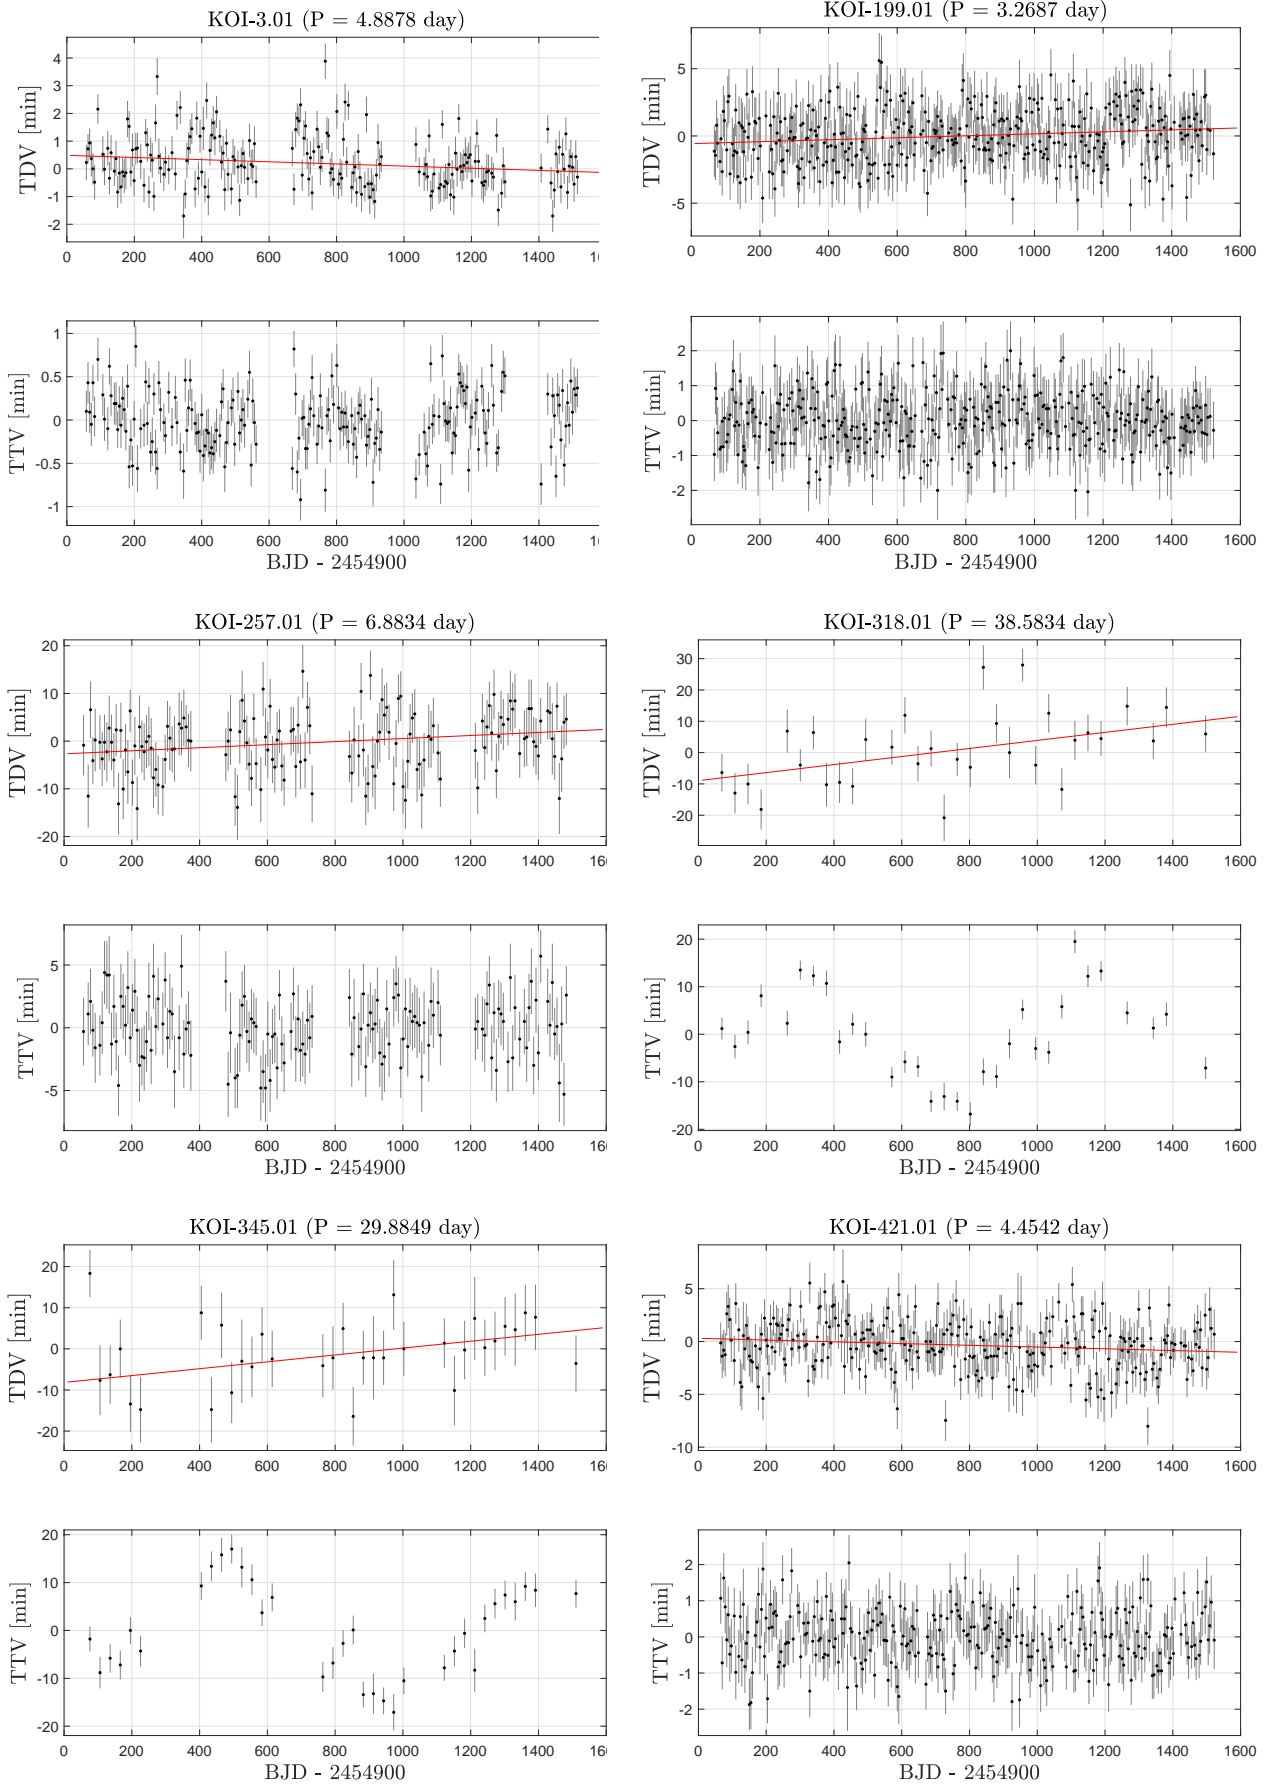 KOI-3.01 (P = 4.8878 day)
TDV [min]
4
3
2
1
0
-1
-2
0 200 400 600 800 1000 1200 1400 1(
TTV [min]
1
0.5
0
-0.5
-1
0 200 400 600 800 1000 1200 1400 1(
BJD - 2454900
KOI-199.01 (P = 3.2687 day)
TDV [min]
5
0
-5
0 200 400 600 800 1000 1200 1400 1600
TTV [min]
2
1
0
-1
-2
0 200 400 600 800 1000 1200 1400 1600
BJD - 2454900
KOI-257.01 (P = 6.8834 day)
TDV [min]
20
10
0
-10
-20
0 200 400 600 800 1000 1200 1400 160
TTV [min]
5
0
-5
0 200 400 600 800 1000 1200 1400 160
BJD - 2454900
KOI-318.01 (P = 38.5834 day)
TDV [min]
30
20
10
0
-10
-20
0 200 400 600 800 1000 1200 1400 1600
TTV [min]
20
10
0
-10
-20
0 200 400 600 800 1000 1200 1400 1600
BJD - 2454900
KOI-345.01 (P = 29.8849 day)
TDV [min]
20
10
0
-10
-20
0 200 400 600 800 1000 1200 1400 160
TTV [min]
20
10
0
-10
-20
0 200 400 600 800 1000 1200 1400 160
KOI-421.01 (P = 4.4542 day)
TDV [min]
5
0
-5
-10
0 200 400 600 800 1000 1200 1400 1600
TTV [min]
2
1
0
-1
-2
0 200 400 600 800 1000 1200 1400 1600